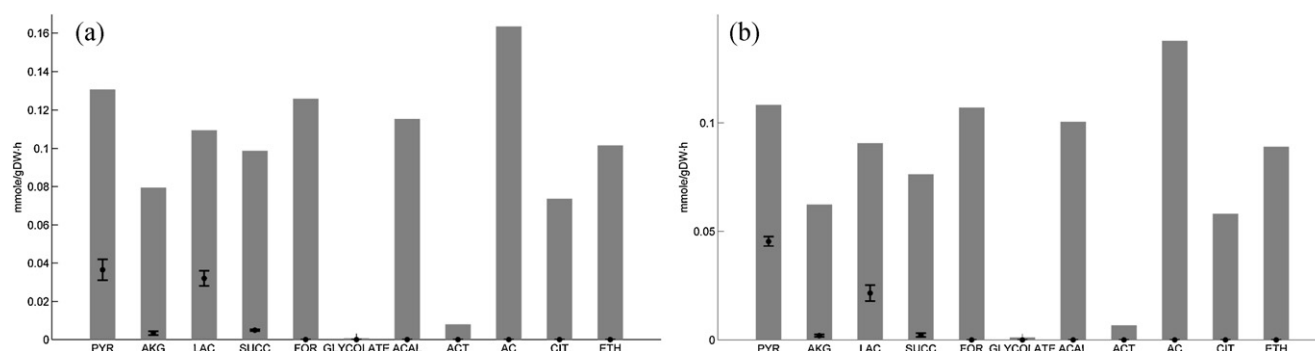 (a)
mmole/gDW-h
0.16
0.14
0.12
0.1
0.08
0.06
0.04
0.02
0
PYR AKG LAC SUCC FOR GLYCOLATE ACAL ACT AC CIT ETH
(b)
mmole/gDW-h
0.1
0.05
0
PYR AKG LAC SUCC FOR GLYCOLATE ACAL ACT AC CIT ETH